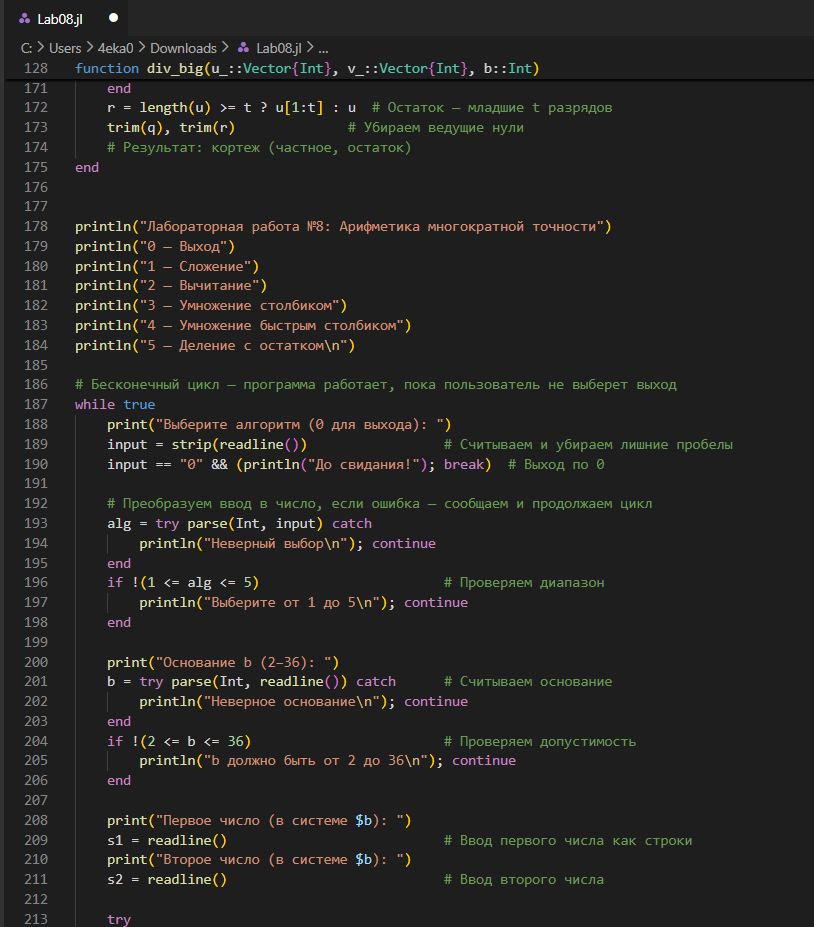 Lab08.jl
C: > Users > 4eka0 > Downloads > Lab08.jl > ...
128 function div_big(u_::Vector{Int}, v_::Vector{Int}, b::Int)
171     end
172     r = length(u) >= t ? u[1:t] : u  # Остаток — младшие t разрядов
173     trim(q), trim(r)              # Убираем ведущие нули
174     # Результат: кортеж (частное, остаток)
175 end
176
177
178 println("Лабораторная работа №8: Арифметика многократной точности")
179 println("0 — Выход")
180 println("1 — Сложение")
181 println("2 — Вычитание")
182 println("3 — Умножение столбиком")
183 println("4 — Умножение быстрым столбиком")
184 println("5 — Деление с остатком\n")
185
186 # Бесконечный цикл — программа работает, пока пользователь не выберет выход
187 while true
188     print("Выберите алгоритм (0 для выхода): ")
189     input = strip(readline())                 # Считываем и убираем лишние пробелы
190     input == "0" && (println("До свидания!"); break)  # Выход по 0
191
192     # Преобразуем ввод в число, если ошибка — сообщаем и продолжаем цикл
193     alg = try parse(Int, input) catch
194         println("Неверный выбор\n"); continue
195     end
196     if !(1 <= alg <= 5)                       # Проверяем диапазон
197         println("Выберите от 1 до 5\n"); continue
198     end
199
200     print("Основание b (2–36): ")
201     b = try parse(Int, readline()) catch      # Считываем основание
202         println("Неверное основание\n"); continue
203     end
204     if !(2 <= b <= 36)                        # Проверяем допустимость
205         println("b должно быть от 2 до 36\n"); continue
206     end
207
208     print("Первое число (в системе $b): ")
209     s1 = readline()                           # Ввод первого числа как строки
210     print("Второе число (в системе $b): ")
211     s2 = readline()                           # Ввод второго числа
212
213     try